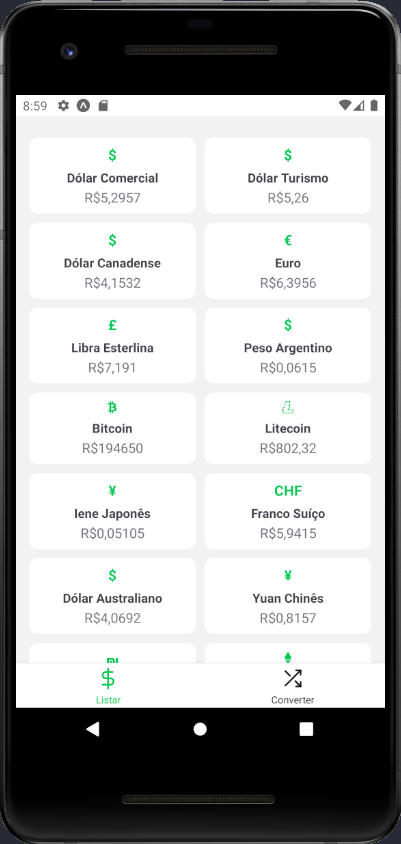 8:59
$ $
Dólar Comercial Dólar Turismo
R$5,2957 R$5,26
$ €
Dólar Canadense Euro
R$4,1532 R$6,3956
£ $
Libra Esterlina Peso Argentino
R$7,191 R$0,0615
₿ Ł
Bitcoin Litecoin
R$194650 R$802,32
¥ CHF
Iene Japonês Franco Suíço
R$0,05105 R$5,9415
$ ¥
Dólar Australiano Yuan Chinês
R$4,0692 R$0,8157
₪
$
Listar Converter